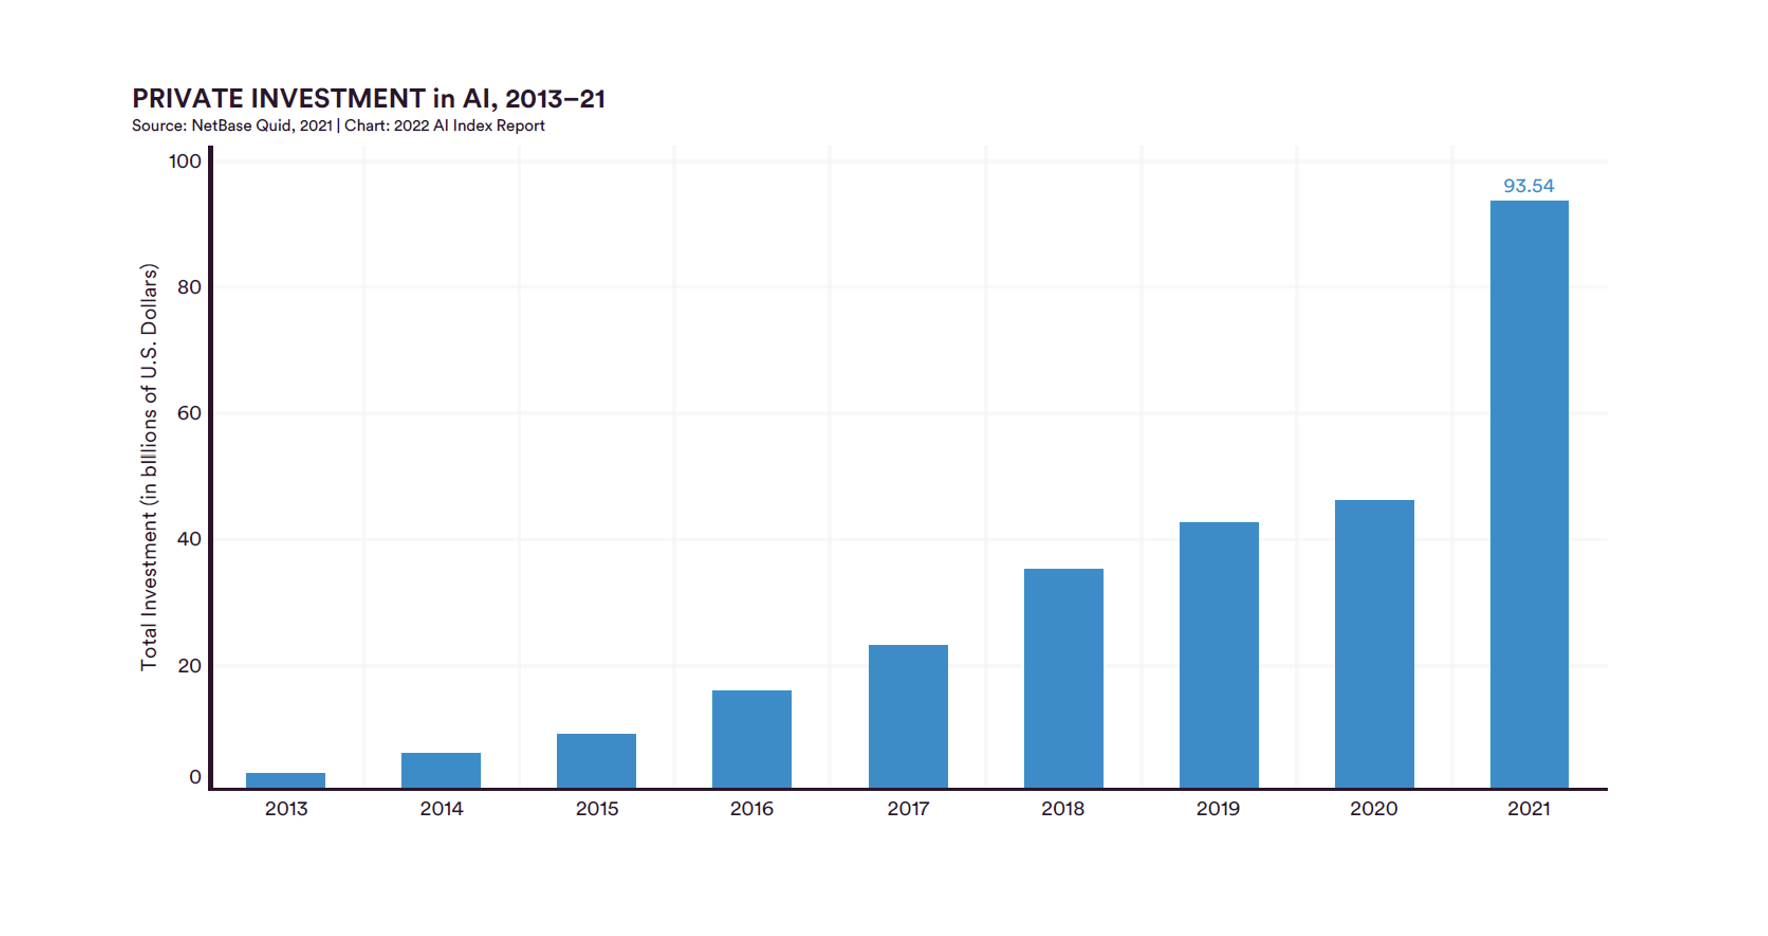 PRIVATE INVESTMENT in AI, 2013–21
Source: NetBase Quid, 2021 | Chart: 2022 AI Index Report
Total Investment (in billions of U.S. Dollars)
100
80
60
40
20
0
93.54
2013 2014 2015 2016 2017 2018 2019 2020 2021